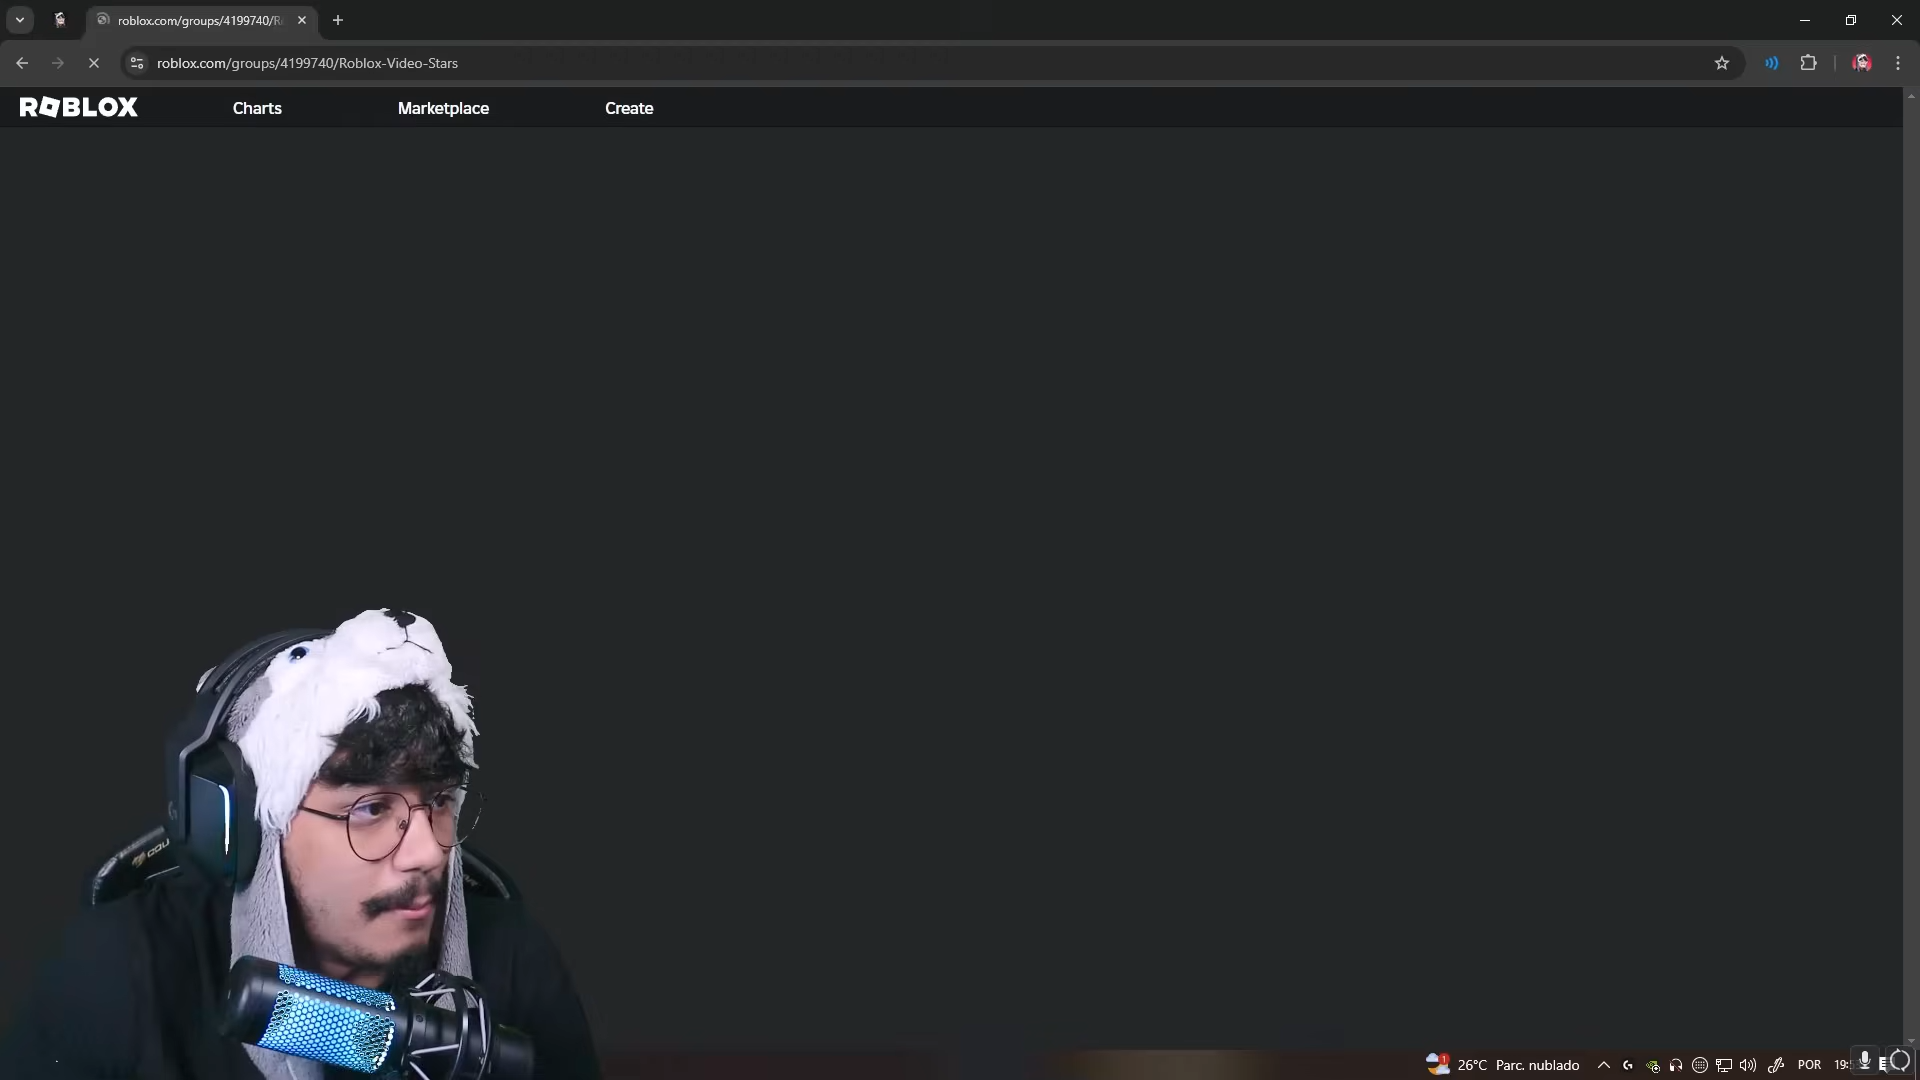 roblox.com/groups/4199740/R
roblox.com/groups/4199740/Roblox-Video-Stars
ROBLOX
Charts
Marketplace
Create
26°C Parc. nublado
POR